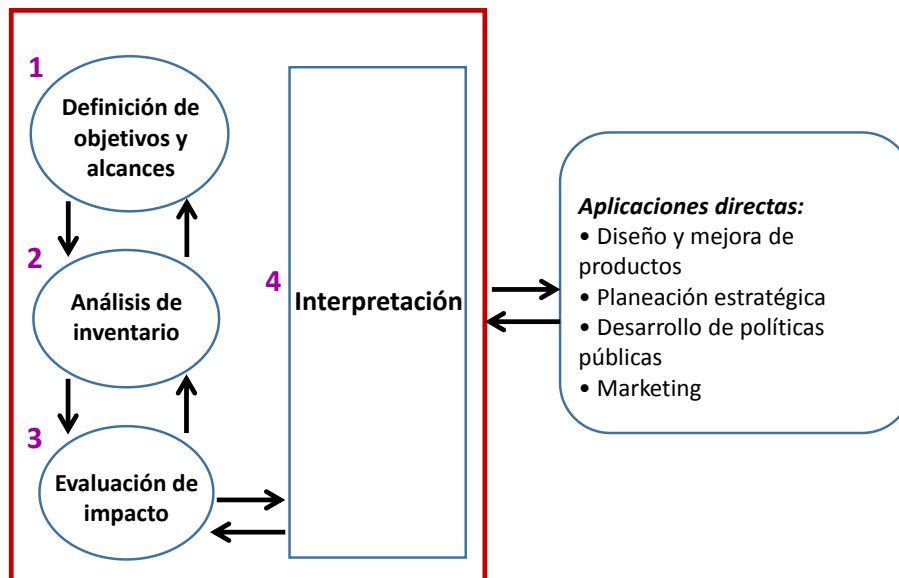 1
Definición de
objetivos y
alcances
2
Análisis de
inventario
3
Evaluación de
impacto
4
Interpretación
Aplicaciones directas:
• Diseño y mejora de
productos
• Planeación estratégica
• Desarrollo de políticas
públicas
• Marketing